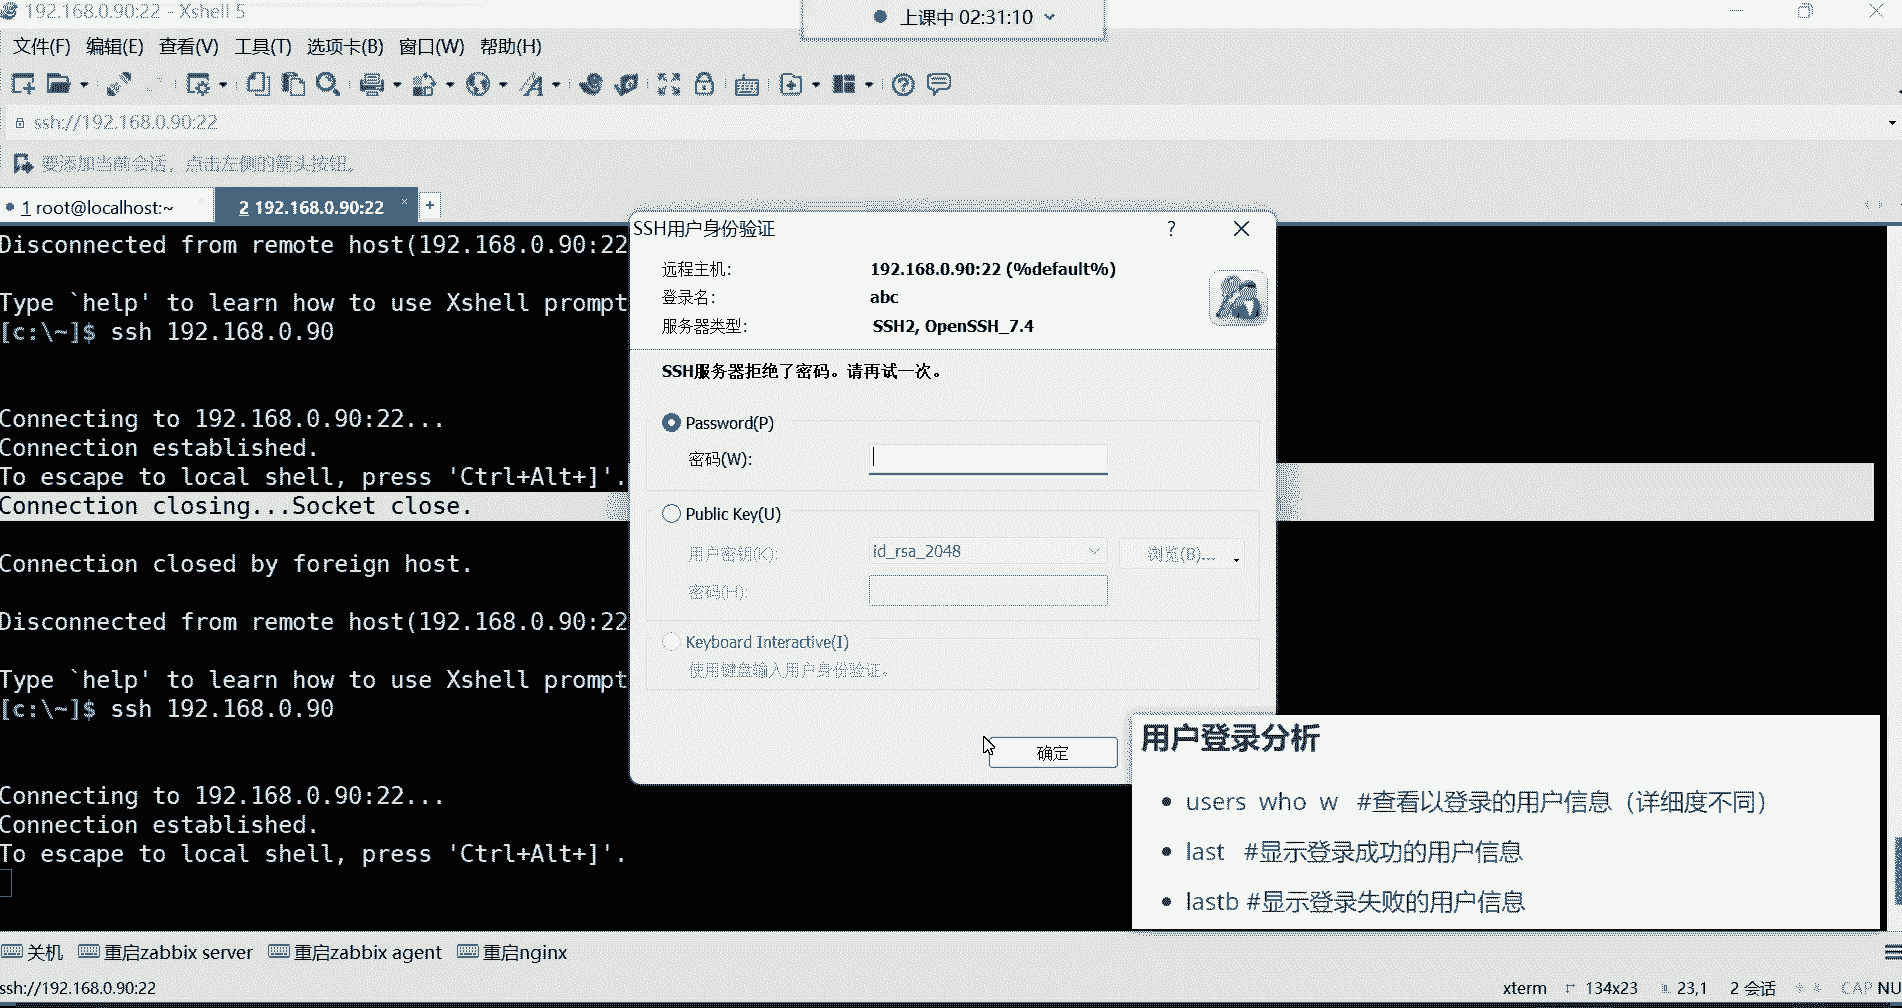 192.168.0.90:22 - Xshell 5
上课中 02:31:10
文件(F) 编辑(E) 查看(V) 工具(T) 选项卡(B) 窗口(W) 帮助(H)
ssh://192.168.0.90:22
要添加当前会话，点击左侧的箭头按钮。
1 root@localhost:~
2 192.168.0.90:22
Disconnected from remote host(192.168.0.90:22
Type `help' to learn how to use Xshell prompt
[c:\~]$ ssh 192.168.0.90
Connecting to 192.168.0.90:22...
Connection established.
To escape to local shell, press 'Ctrl+Alt+]'.
Connection closing...Socket close.
Connection closed by foreign host.
Disconnected from remote host(192.168.0.90:22
Type `help' to learn how to use Xshell prompt
[c:\~]$ ssh 192.168.0.90
Connecting to 192.168.0.90:22...
Connection established.
To escape to local shell, press 'Ctrl+Alt+]'.
SSH用户身份验证
远程主机: 192.168.0.90:22 (%default%)
登录名: abc
服务器类型: SSH2, OpenSSH_7.4
SSH服务器拒绝了密码。请再试一次。
Password(P)
密码(W):
Public Key(U)
用户密钥(K): id_rsa_2048 浏览(B)...
密码(H):
Keyboard Interactive(I)
使用键盘输入用户身份验证。
确定
用户登录分析
users who w #查看以登录的用户信息（详细度不同）
last #显示登录成功的用户信息
lastb #显示登录失败的用户信息
关机 重启zabbix server 重启zabbix agent 重启nginx
ssh://192.168.0.90:22
xterm 134x23 23,1 2 会话 CAP NU